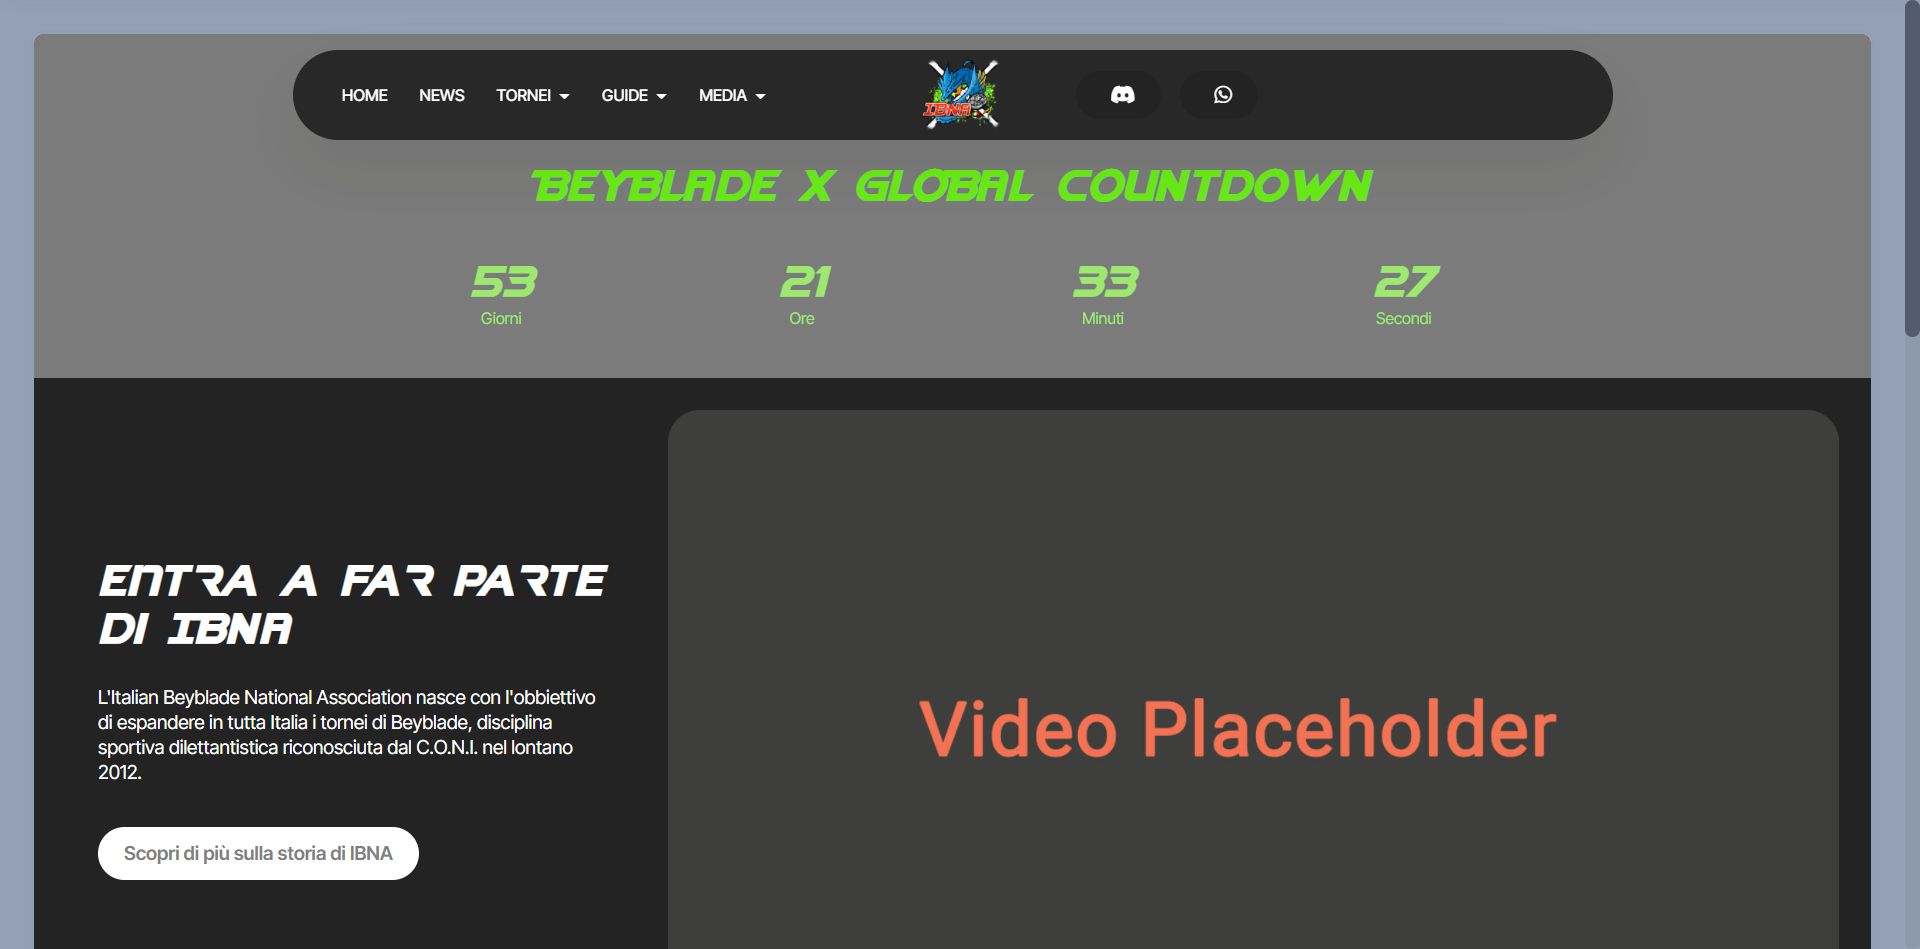 HOME NEWS TORNEI GUIDE MEDIA IBNA
BEYBLADE X GLOBAL COUNTDOWN
53 21 33 27
Giorni Ore Minuti Secondi
ENTRA A FAR PARTE
DI IBNA
L'Italian Beyblade National Association nasce con l'obbiettivo
di espandere in tutta Italia i tornei di Beyblade, disciplina
sportiva dilettantistica riconosciuta dal C.O.N.I. nel lontano
2012.
Scopri di più sulla storia di IBNA
Video Placeholder